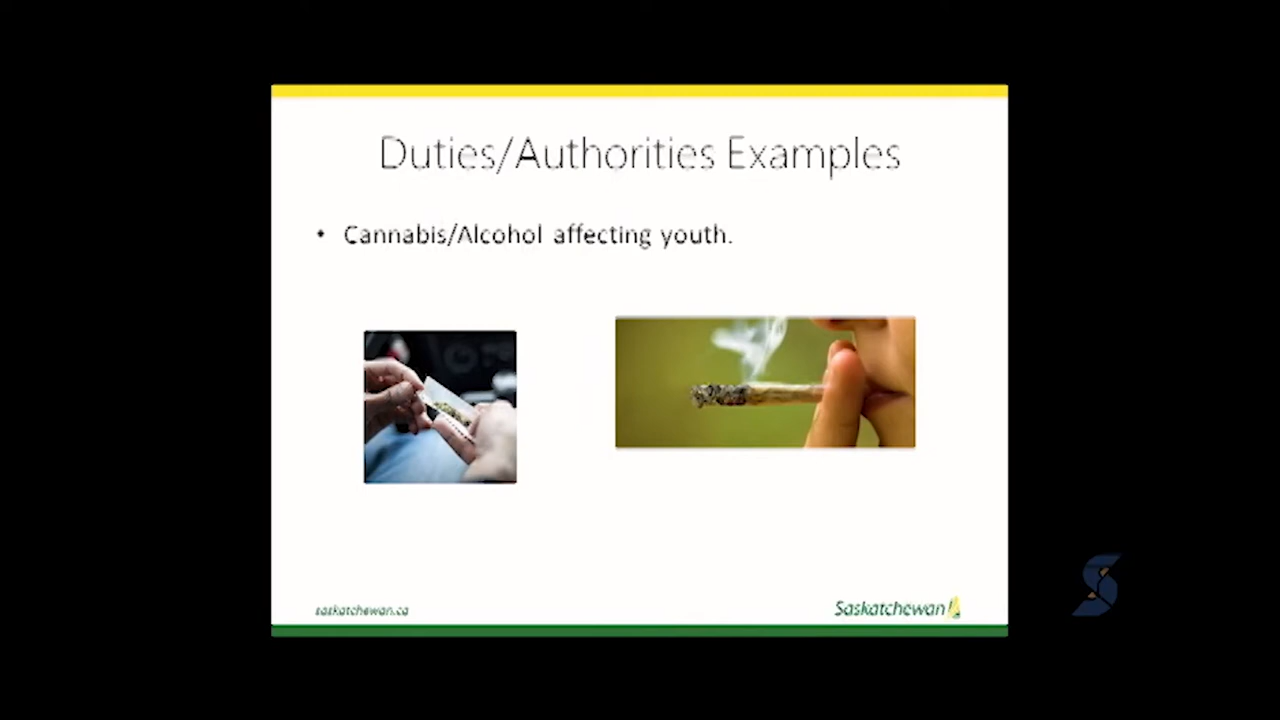 Duties/Authorities Examples
• Cannabis/Alcohol affecting youth.
saskatchewan.ca
Saskatchewan
S